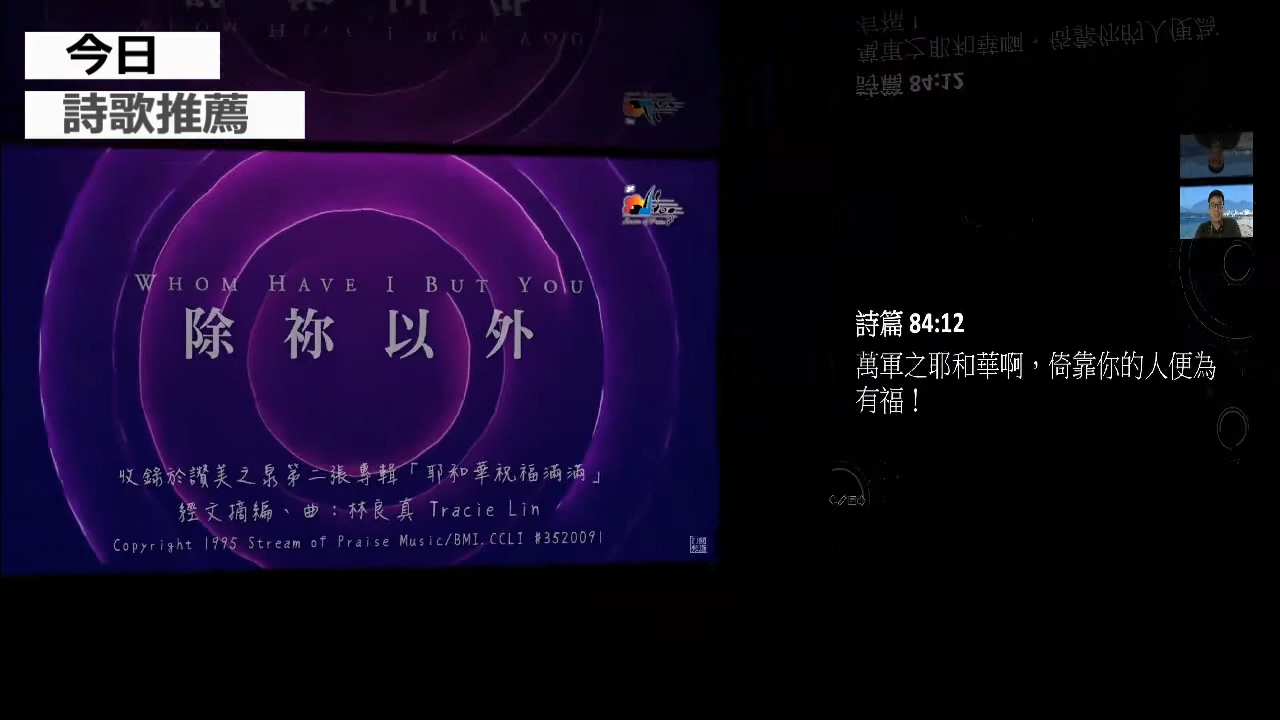 今日
詩歌推薦
WHOM HAVE I BUT YOU
除祢以外
收錄於讚美之泉第二張專輯「耶和華祝福滿滿」
經文摘編、曲：林良真 Tracie Lin
Copyright 1995 Stream of Praise Music/BMI. CCLI #3520091
詩篇 84:12
萬軍之耶和華啊，倚靠你的人便為
有福！